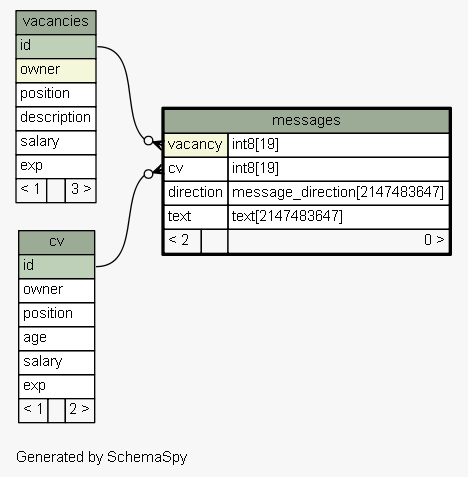 vacancies
id
owner
position
description
salary
exp
< 1 3 >
messages
vacancy int8[19]
cv int8[19]
direction message_direction[2147483647]
text text[2147483647]
< 2 0 >
cv
id
owner
position
age
salary
exp
< 1 2 >
Generated by SchemaSpy